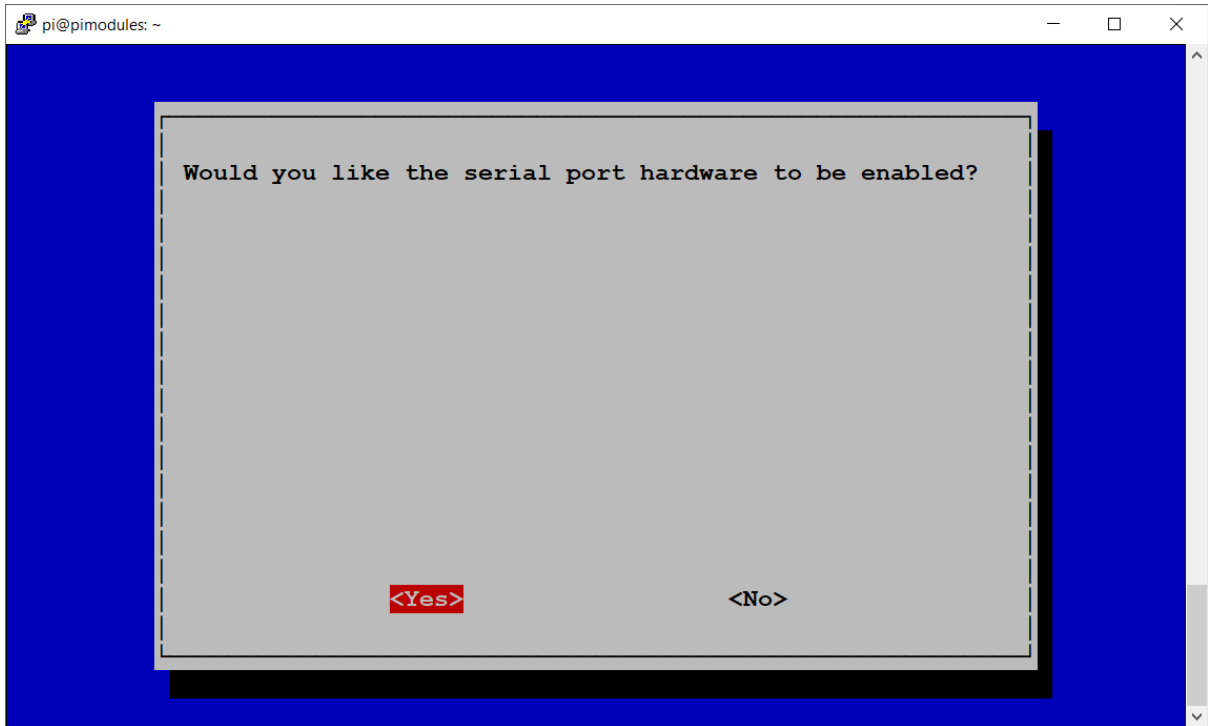 pi@pimodules: ~
Would you like the serial port hardware to be enabled?
<Yes> <No>